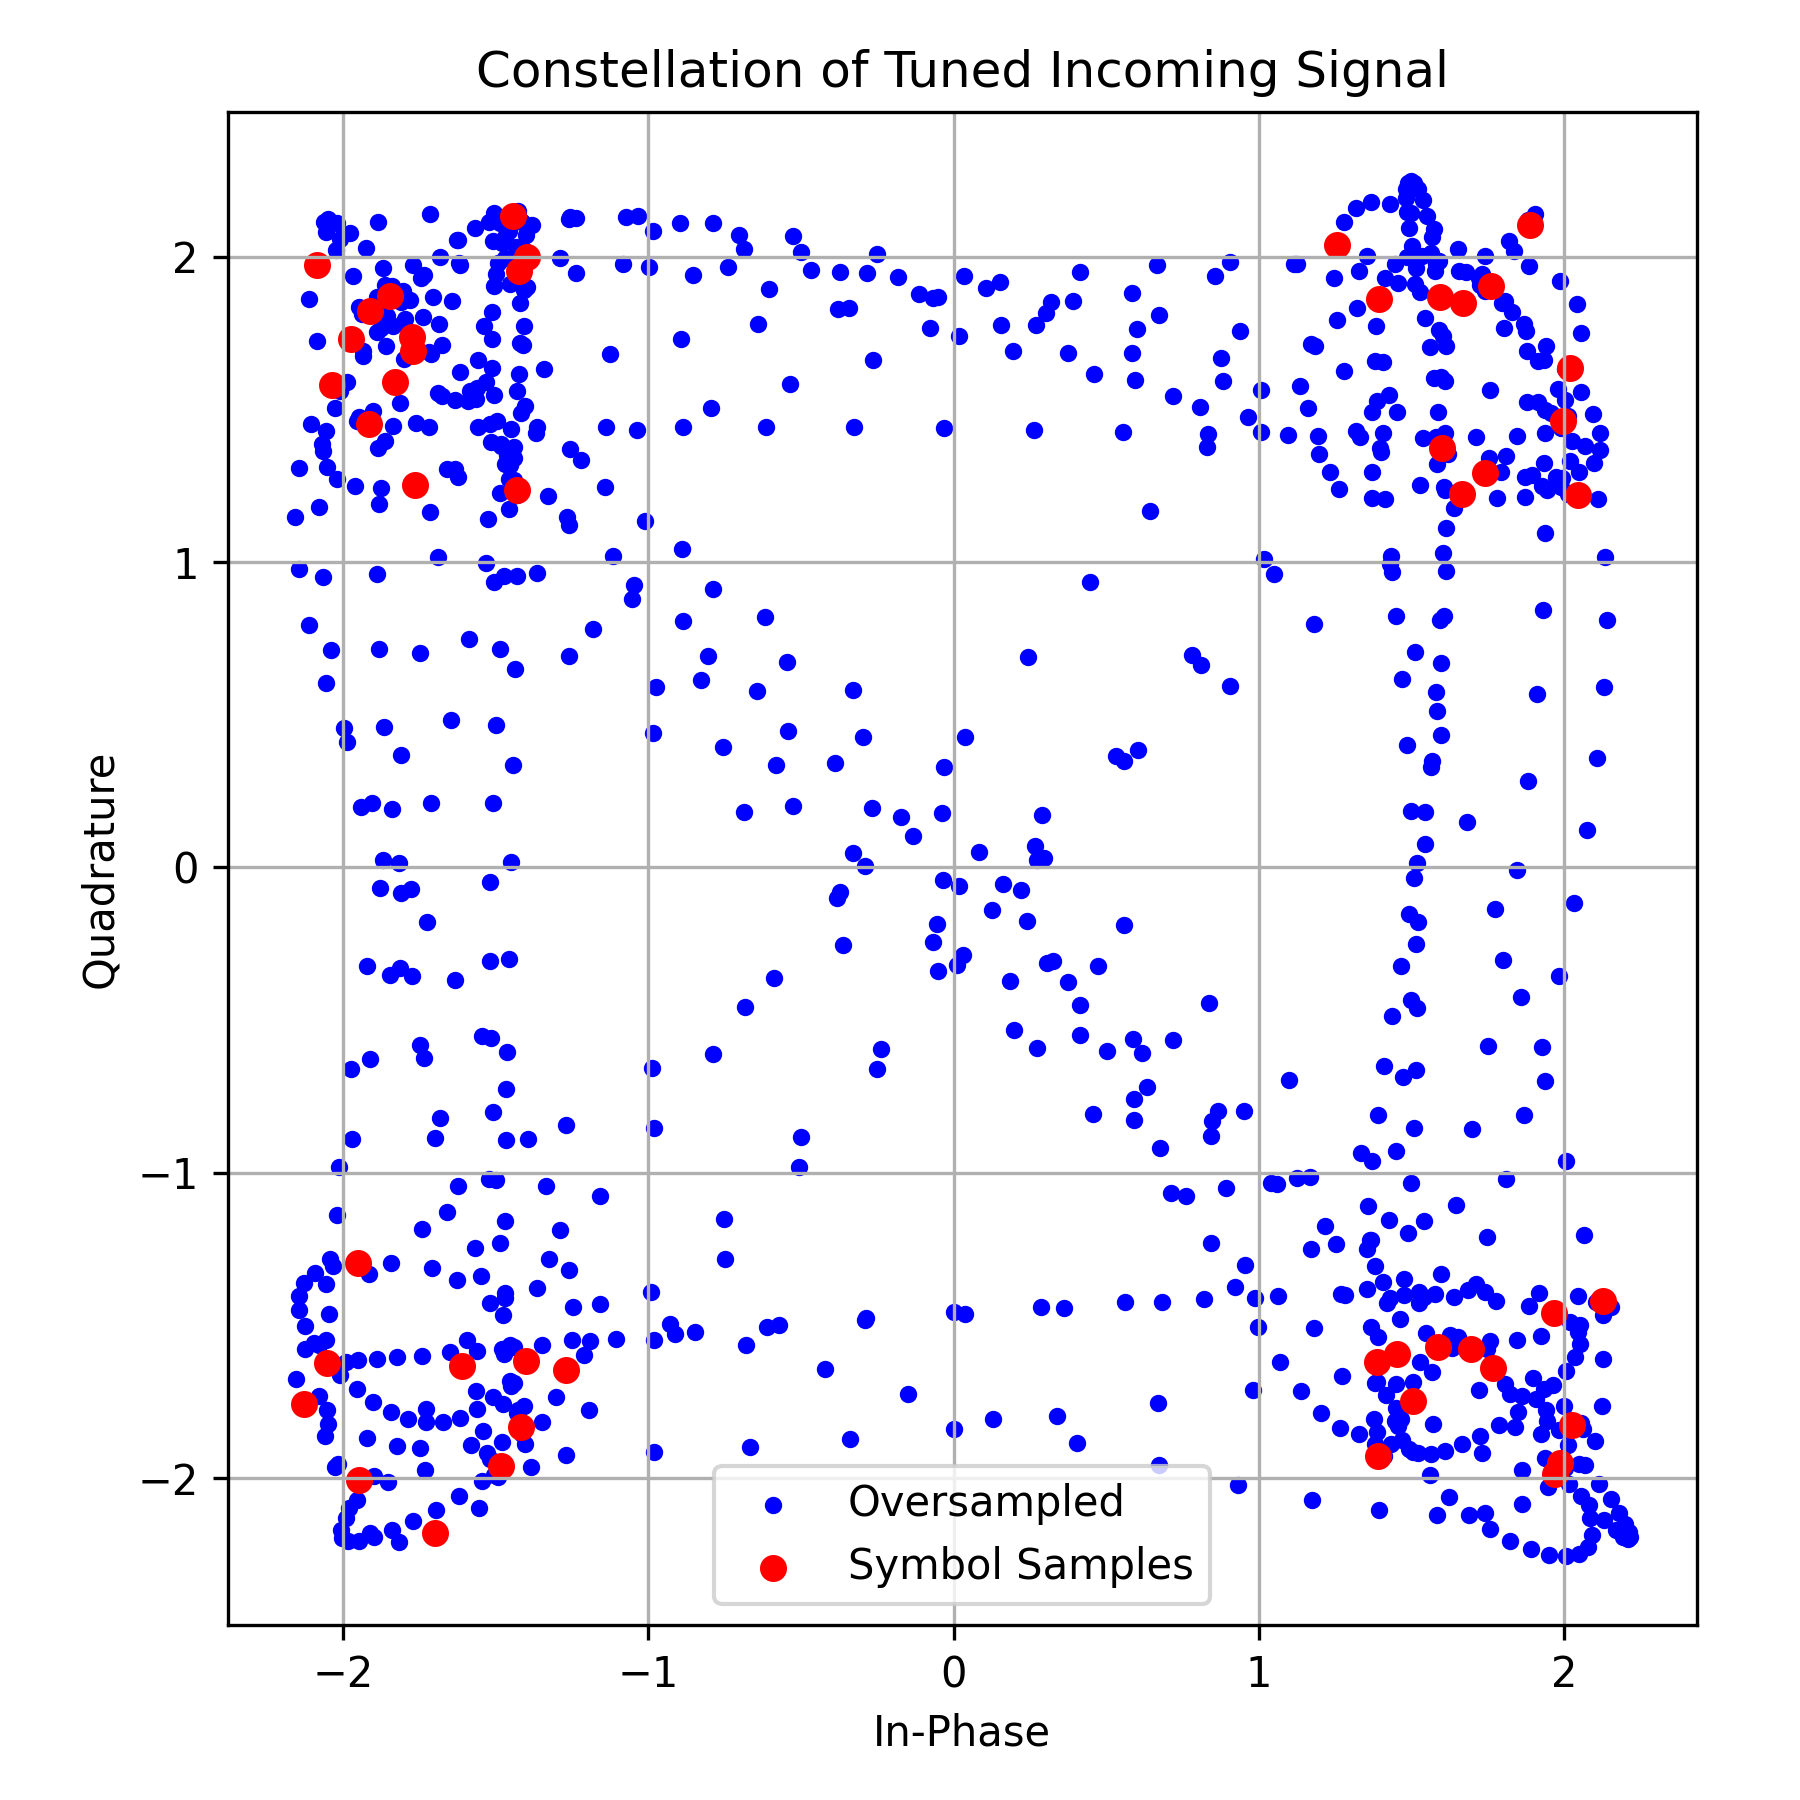 Constellation of Tuned Incoming Signal
2
1
0
−1
−2
Quadrature
Oversampled
Symbol Samples
−2
−1
0
1
2
In-Phase